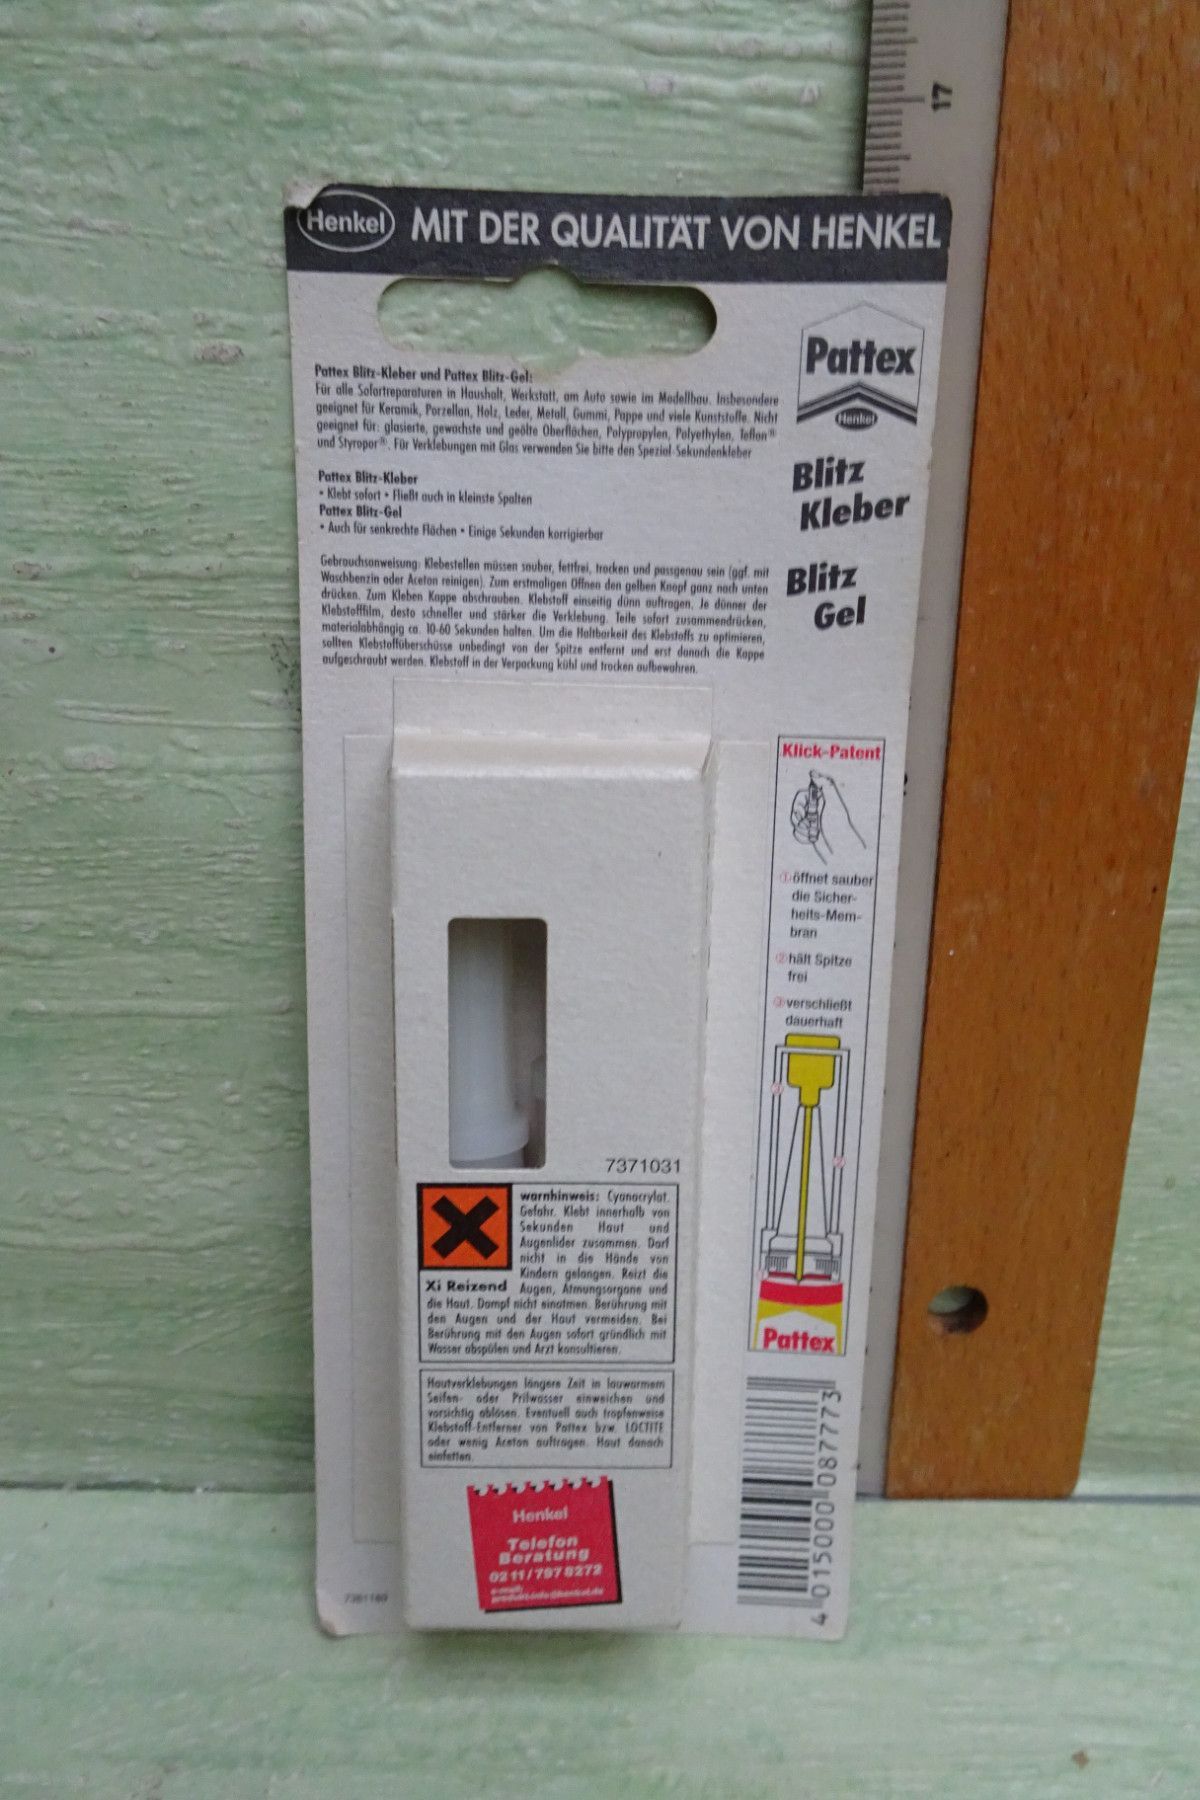 17
Henkel MIT DER QUALITÄT VON HENKEL
Pattex
Henkel
Blitz
Kleber
Blitz
Gel
Pattex Blitz-Kleber und Pattex Blitz-Gel:
Für alle Sofortreparaturen in Haushalt, Werkstatt, am Auto sowie im Modellbau. Insbesondere
geeignet für Keramik, Porzellan, Holz, Leder, Metall, Gummi, Pappe und viele Kunststoffe. Nicht
geeignet für: glasierte, gewachste und geölte Oberflächen, Polypropylen, Polyethylen, Teflon®
und Styropor®. Für Verklebungen mit Glas verwenden Sie bitte den Spezial-Sekundenkleber
Pattex Blitz-Kleber
• Klebt sofort • Fließt auch in kleinste Spalten
Pattex Blitz-Gel
• Auch für senkrechte Flächen • Einige Sekunden korrigierbar
Gebrauchsanweisung: Klebestellen müssen sauber, fettfrei, trocken und passgenau sein (ggf. mit
Waschbenzin oder Aceton reinigen). Zum erstmaligen Öffnen den gelben Knopf ganz nach unten
drücken. Zum Kleben Kappe abschrauben. Klebstoff einseitig dünn auftragen. Je dünner der
Klebstofffilm, desto schneller und stärker die Verklebung. Teile sofort zusammendrücken,
materialabhängig ca. 10-60 Sekunden halten. Um die Haltbarkeit des Klebstoffs zu optimieren,
sollten Klebstoffüberschüsse unbedingt von der Spitze entfernt und erst danach die Kappe
aufgeschraubt werden. Klebstoff in der Verpackung kühl und trocken aufbewahren.
Klick-Patent
① öffnet sauber
die Sicher-
heits-Mem-
bran
② hält Spitze
frei
③ verschließt
dauerhaft
Pattex
7371031
warnhinweis: Cyanacrylat.
Gefahr. Klebt innerhalb von
Sekunden Haut und
Augenlider zusammen. Darf
nicht in die Hände von
Kindern gelangen. Reizt die
Xi Reizend Augen, Atmungsorgane und
die Haut. Dampf nicht einatmen. Berührung mit
den Augen und der Haut vermeiden. Bei
Berührung mit den Augen sofort gründlich mit
Wasser abspülen und Arzt konsultieren.
Hautverklebungen längere Zeit in lauwarmem
Seifen- oder Prilwasser einweichen und
vorsichtig ablösen. Eventuell auch tropfenweise
Klebstoff-Entferner von Pattex bzw. LOCTITE
oder wenig Aceton auftragen. Haut danach
einfetten.
Henkel
Telefon
Beratung
0211/797 8272
4 015000 087773